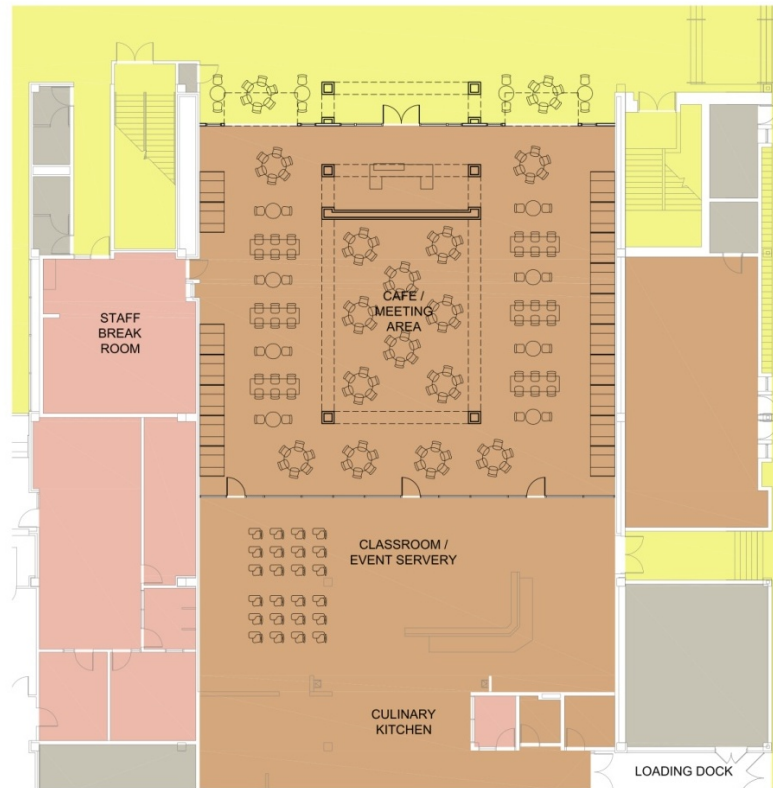 CAFE /
MEETING
AREA
STAFF
BREAK
ROOM
CLASSROOM /
EVENT SERVERY
CULINARY
KITCHEN
LOADING DOCK